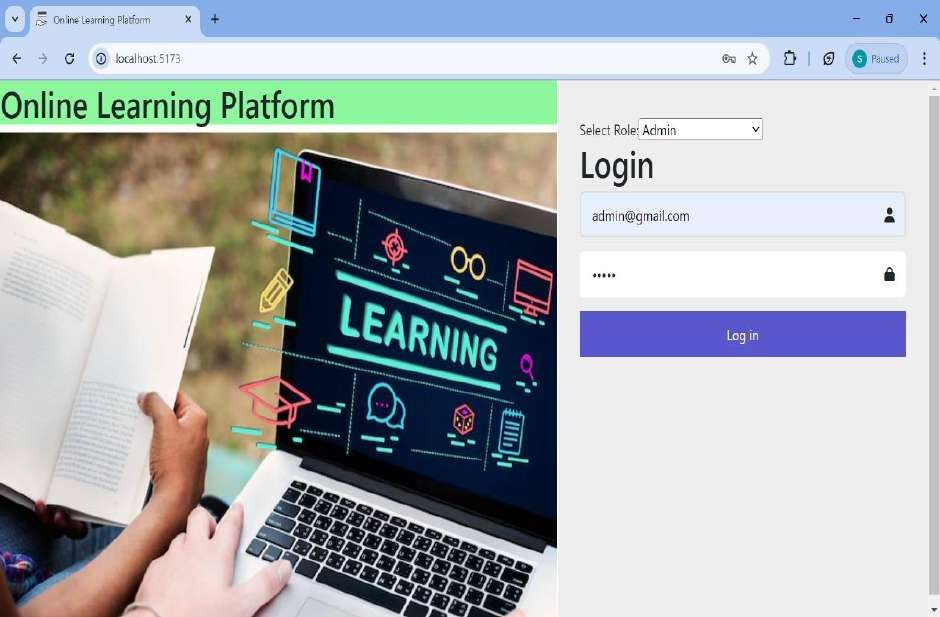 Online Learning Platform
localhost:5173
S Paused
Online Learning Platform
LEARNING
Select Role: Admin
Login
admin@gmail.com
•••••
Log in